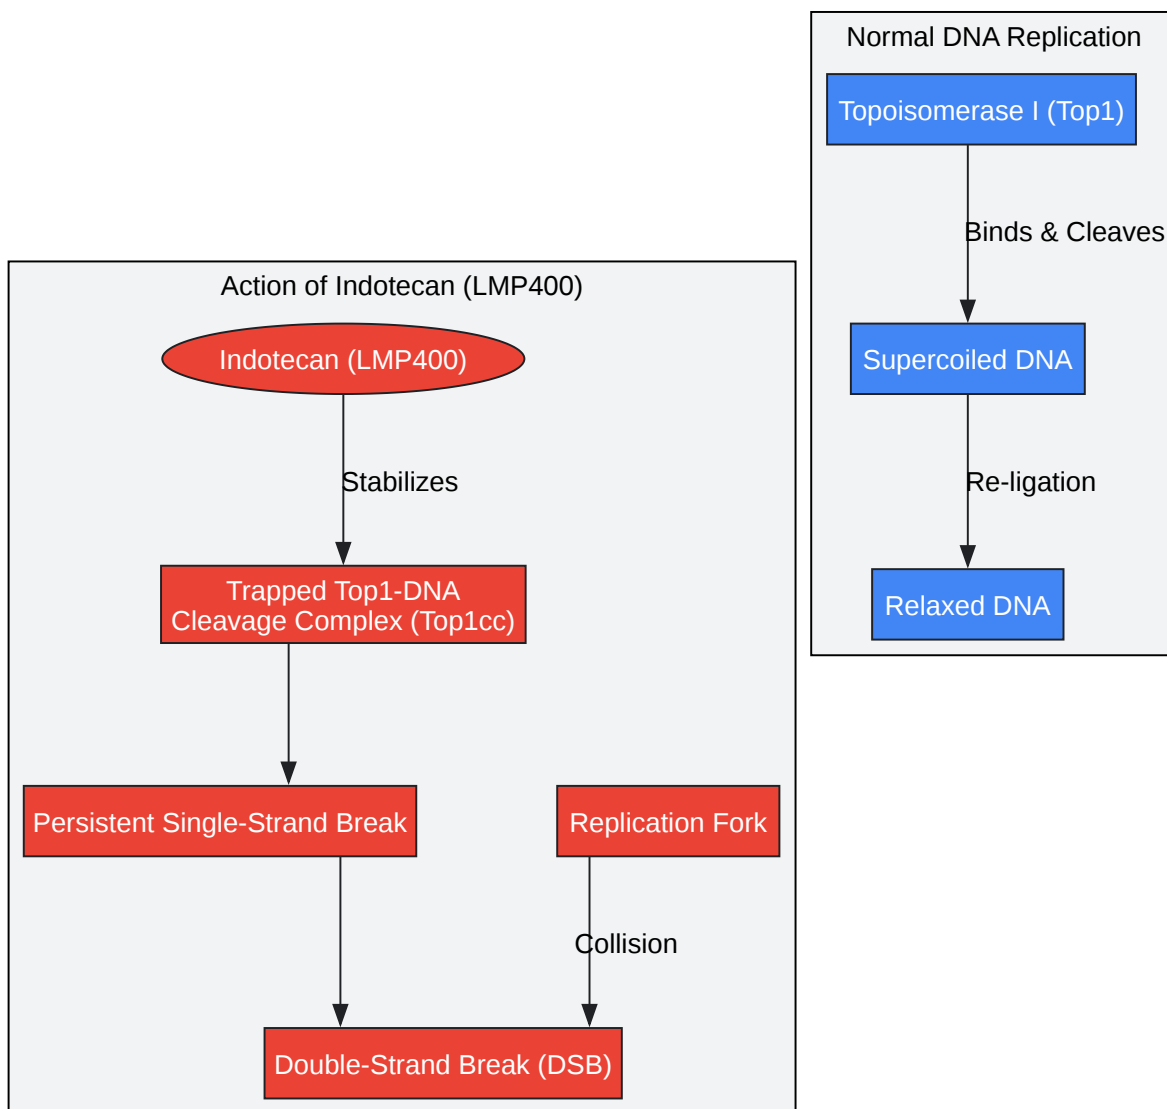 Normal DNA Replication
Topoisomerase I (Top1)
Binds & Cleaves
Supercoiled DNA
Re-ligation
Relaxed DNA
Action of Indotecan (LMP400)
Indotecan (LMP400)
Stabilizes
Trapped Top1-DNA
Cleavage Complex (Top1cc)
Persistent Single-Strand Break
Replication Fork
Collision
Double-Strand Break (DSB)